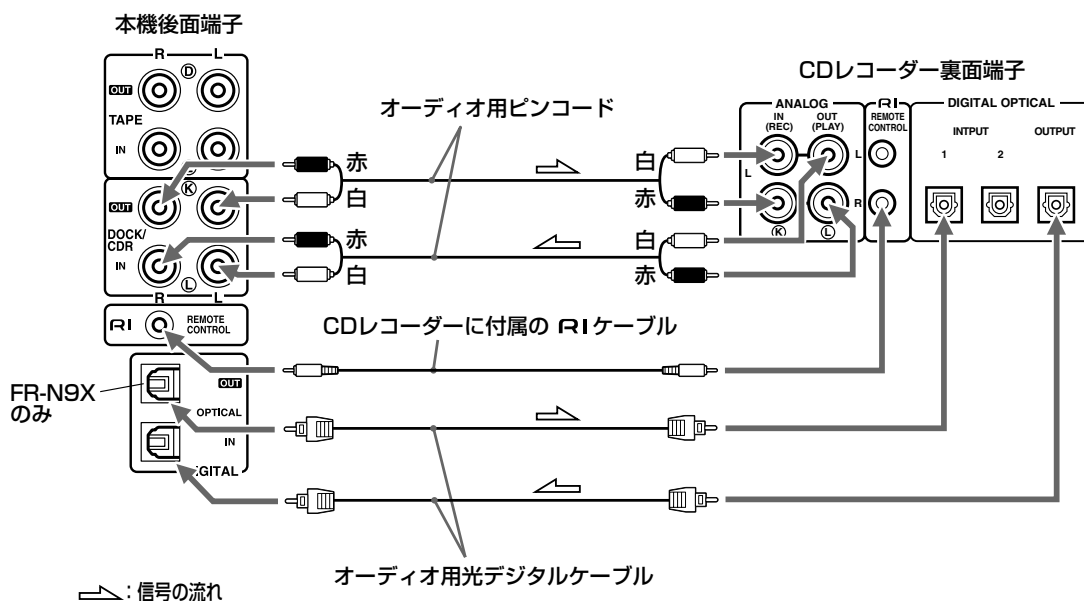 本機後面端子
R L
Ⓓ
OUT
TAPE
IN
Ⓚ
OUT
DOCK/
CDR
IN
Ⓛ
R L
RI REMOTE
CONTROL
FR-N9X
のみ
OUT
OPTICAL
IN
IGITAL
オーディオ用ピンコード
赤
白
赤
白
白
赤
白
赤
CDレコーダーに付属の RIケーブル
オーディオ用光デジタルケーブル
:信号の流れ
CDレコーダー裏面端子
ANALOG
IN
(REC)
OUT
(PLAY)
L
L
R
Ⓚ
Ⓛ
RI
REMOTE
CONTROL
DIGITAL OPTICAL
INTPUT
OUTPUT
1 2